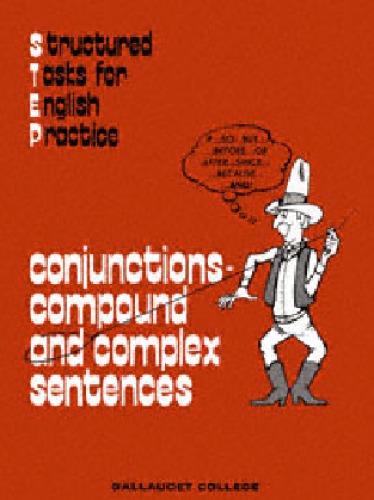 Structured
Tasks for
English
Practice
IF...SO...BUT...
BEFORE...OR
AFTER...SINCE...
...BECAUSE...
...AND!
conjunctions-
compound
and complex
sentences
GALLAUDET COLLEGE